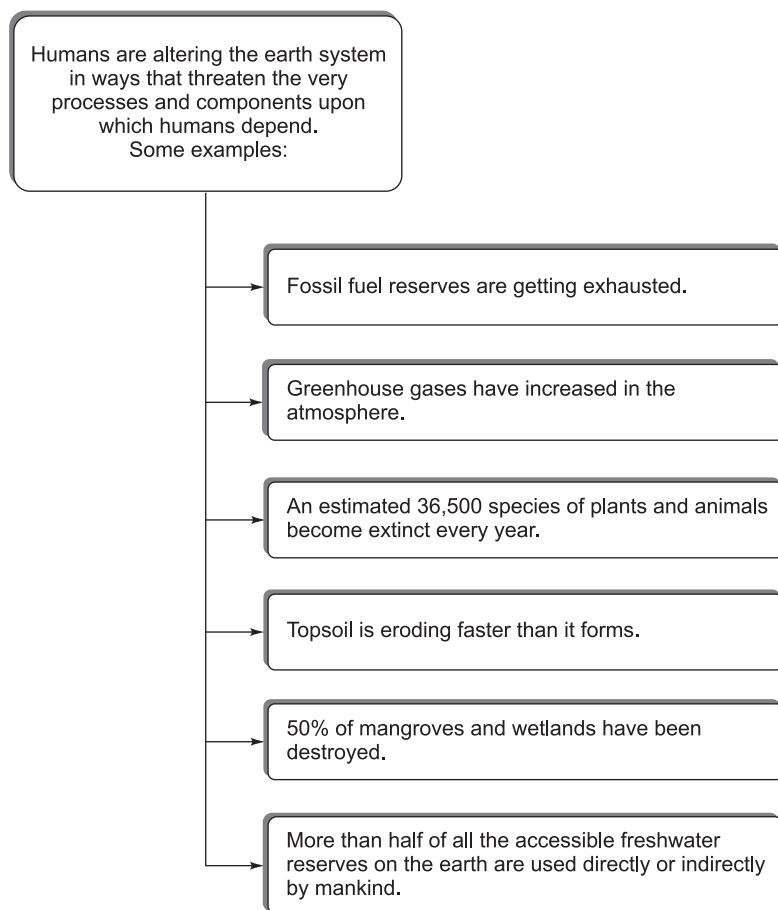 Humans are altering the earth system
in ways that threaten the very
processes and components upon
which humans depend.
Some examples:
Fossil fuel reserves are getting exhausted.
Greenhouse gases have increased in the
atmosphere.
An estimated 36,500 species of plants and animals
become extinct every year.
Topsoil is eroding faster than it forms.
50% of mangroves and wetlands have been
destroyed.
More than half of all the accessible freshwater
reserves on the earth are used directly or indirectly
by mankind.